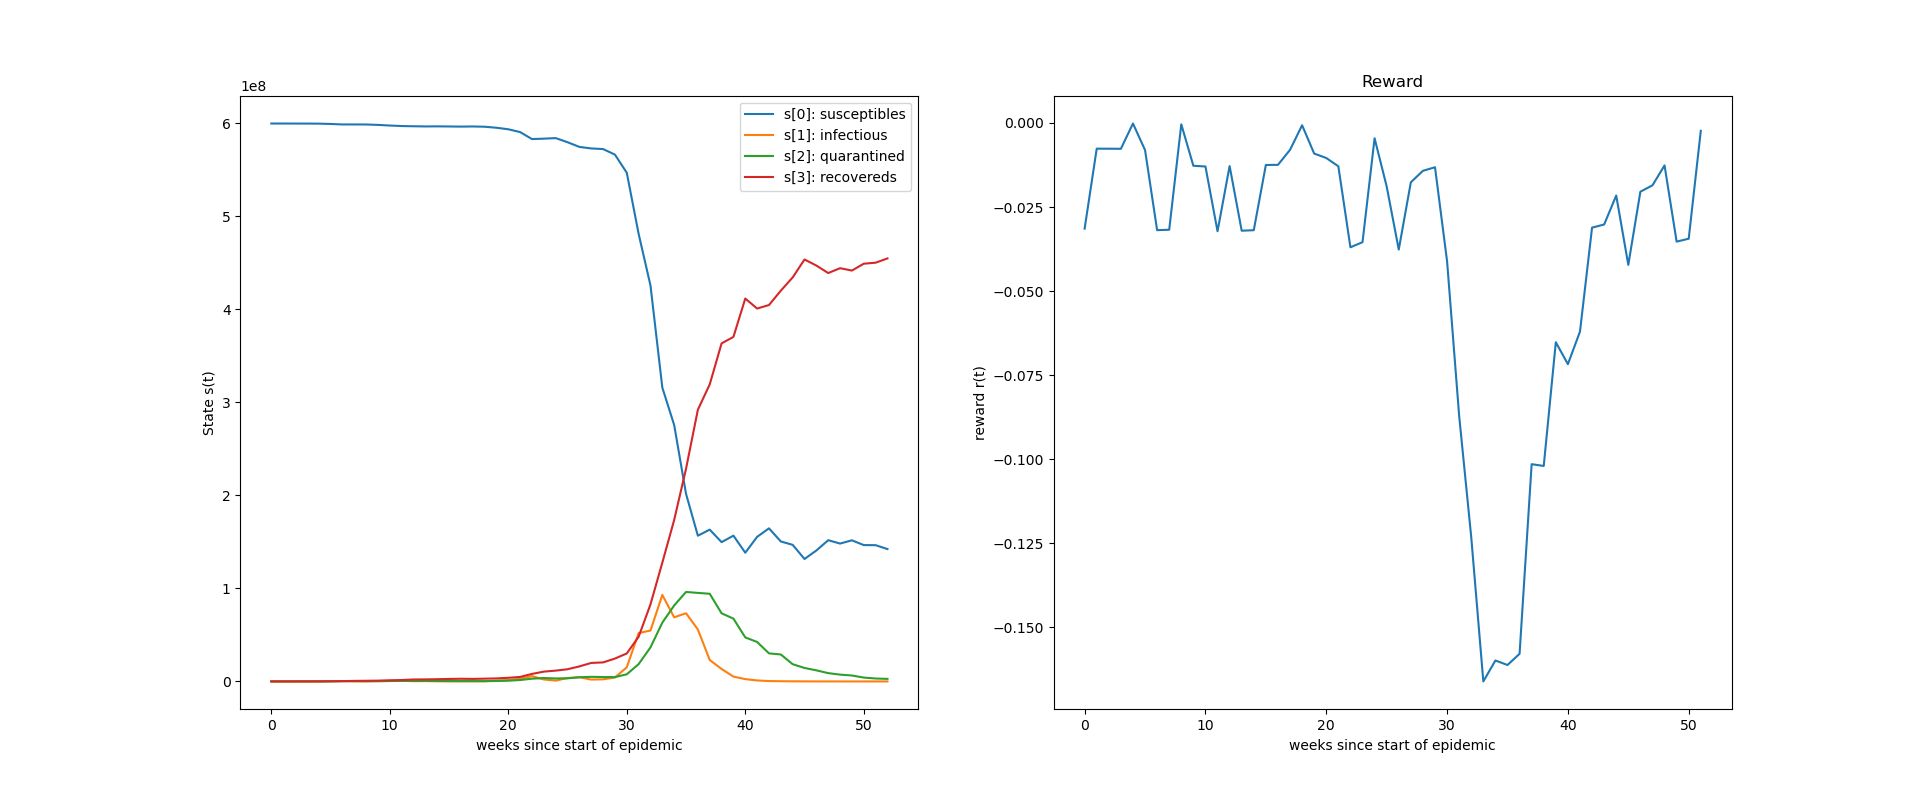 1e8
6
5
4
3
2
1
0
0 10 20 30 40 50
State s(t)
weeks since start of epidemic
s[0]: susceptibles
s[1]: infectious
s[2]: quarantined
s[3]: recovereds
Reward
0.000
−0.025
−0.050
−0.075
−0.100
−0.125
−0.150
0 10 20 30 40 50
reward r(t)
weeks since start of epidemic